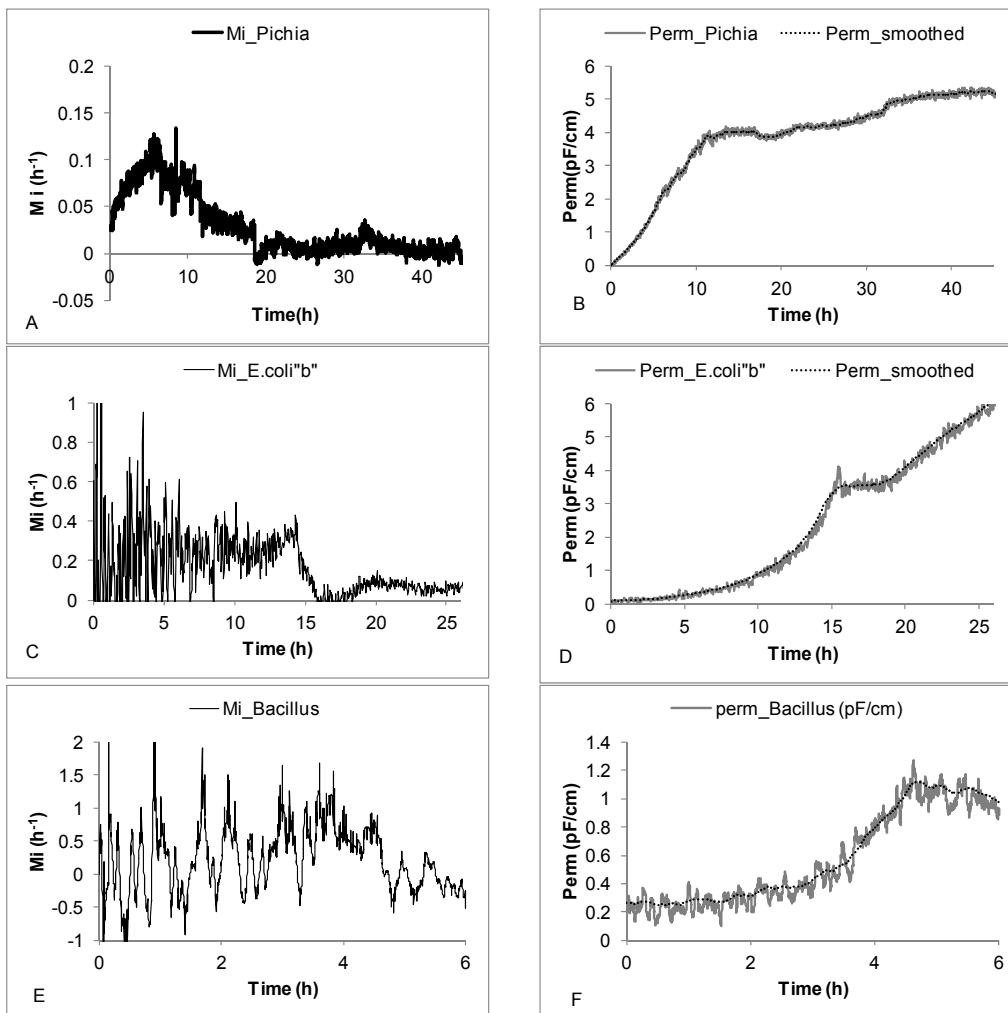 Mi_Pichia
0.2
0.15
0.1
0.05
0
-0.05
M i (h-1)
0 10 20 30 40
Time(h)
A
Perm_Pichia Perm_smoothed
6
5
4
3
2
1
0
Perm(pF/cm)
0 10 20 30 40
Time (h)
B
Mi_E.coli"b"
1
0.8
0.6
0.4
0.2
0
Mi (h-1)
0 5 10 15 20 25
Time (h)
C
Perm_E.coli"b" Perm_smoothed
6
5
4
3
2
1
0
Perm (pF/cm)
0 5 10 15 20 25
Time (h)
D
Mi_Bacillus
2
1.5
1
0.5
0
-0.5
-1
Mi (h-1)
0 2 4 6
Time (h)
E
perm_Bacillus (pF/cm)
1.4
1.2
1
0.8
0.6
0.4
0.2
0
Perm (pF/cm)
0 2 4 6
Time (h)
F